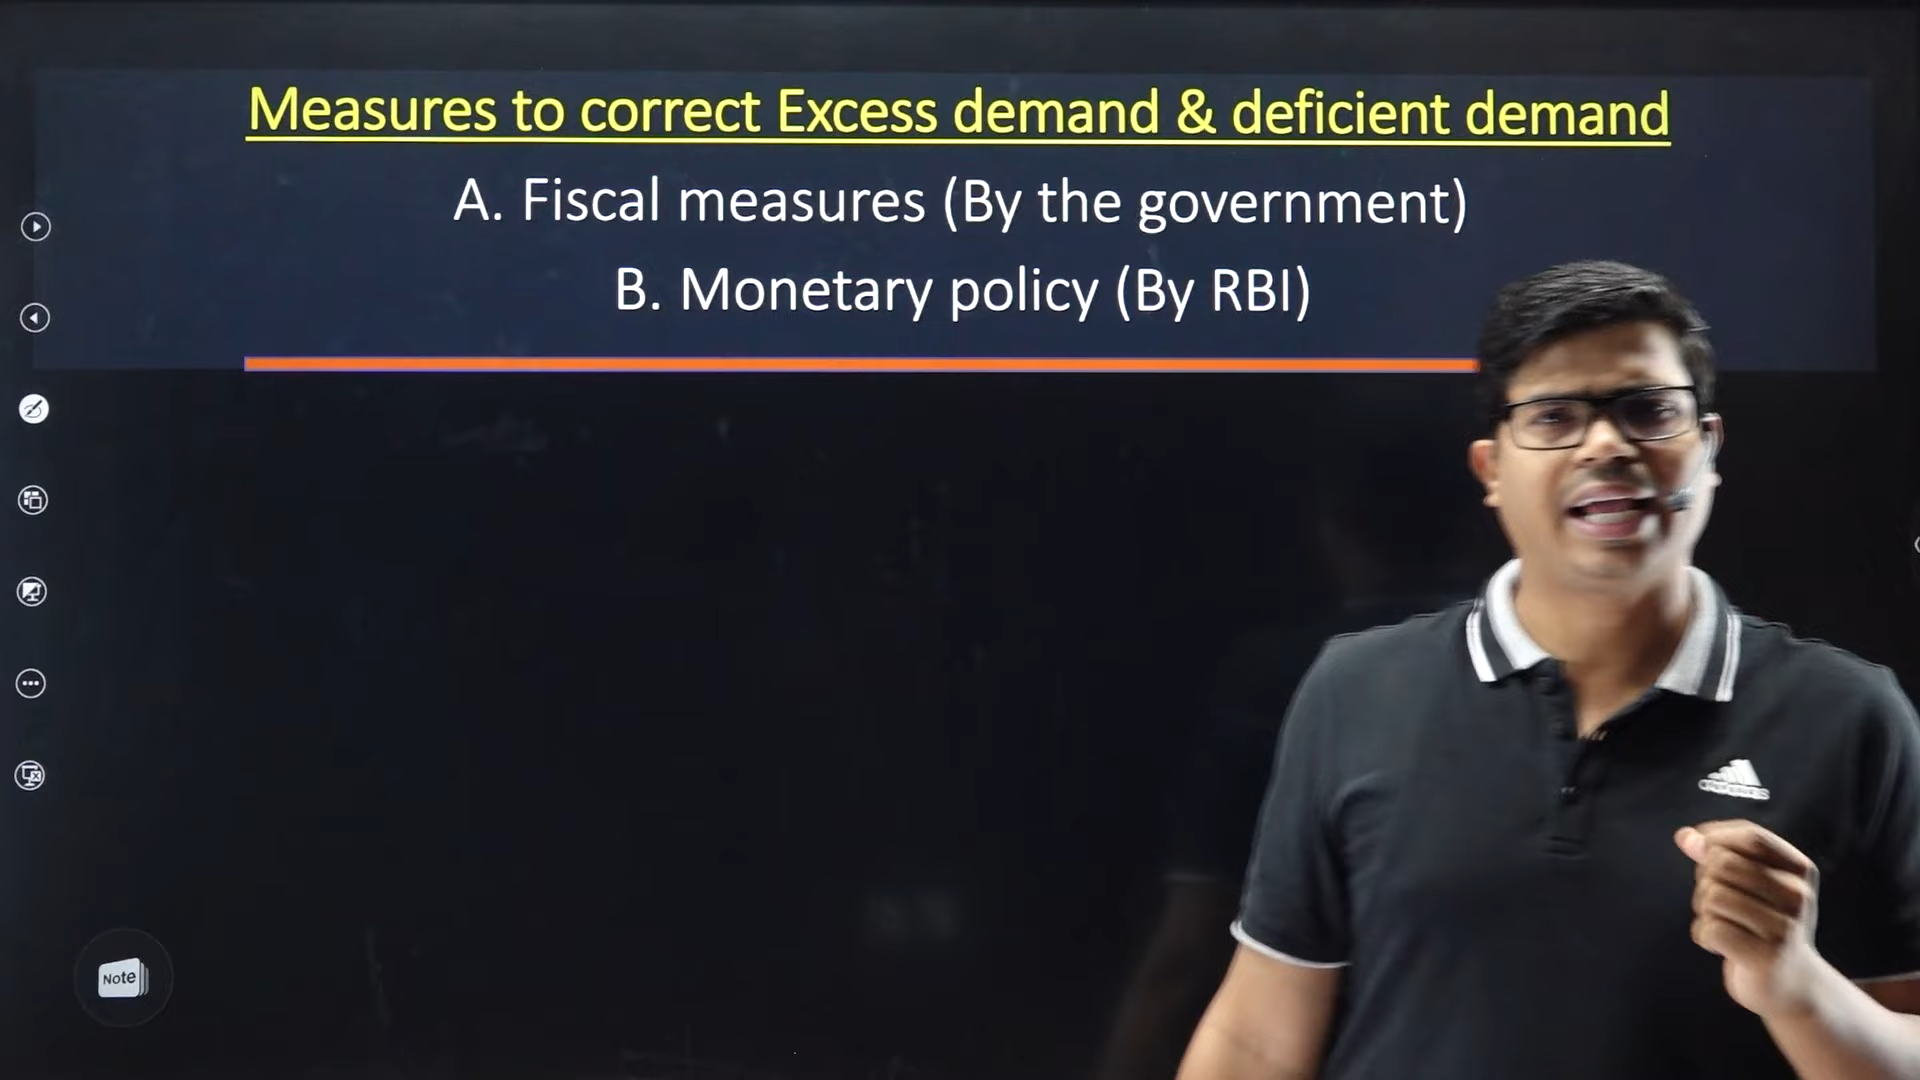 Measures to correct Excess demand & deficient demand
A. Fiscal measures (By the government)
B. Monetary policy (By RBI)
Note